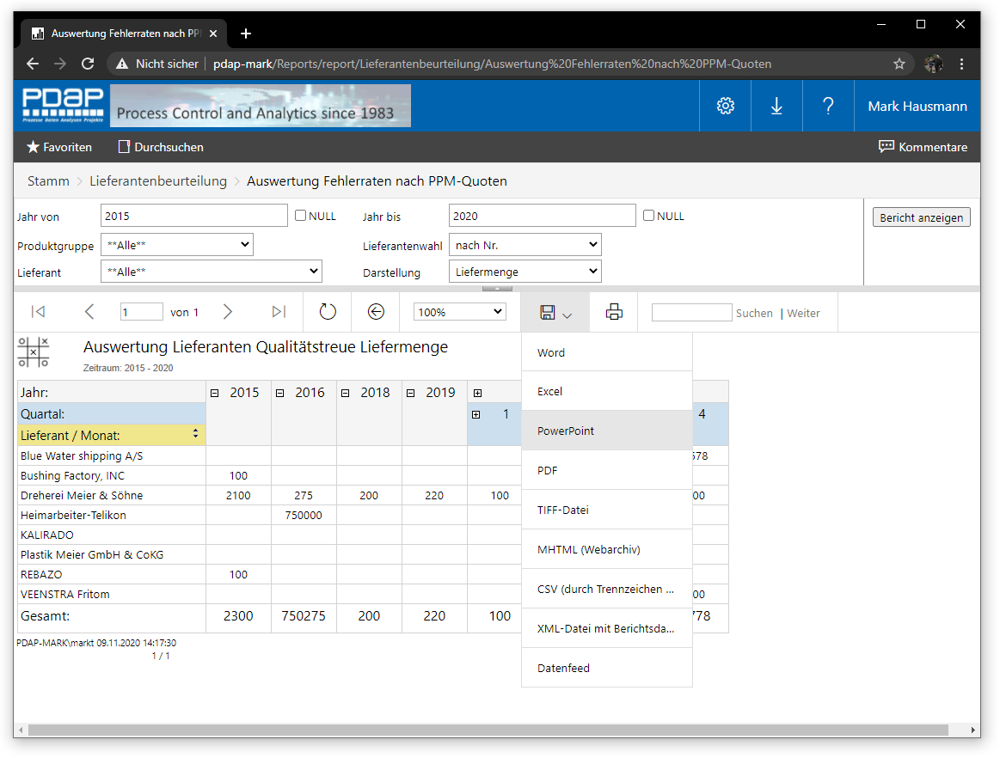 Auswertung Fehlerraten nach PP
Nicht sicher | pdap-mark/Reports/report/Lieferantenbeurteilung/Auswertung%20Fehlerraten%20nach%20PPM-Quoten
PDAP
Prozesse Daten Analysen Projekte
Process Control and Analytics since 1983
? Mark Hausmann
Favoriten Durchsuchen Kommentare
Stamm > Lieferantenbeurteilung > Auswertung Fehlerraten nach PPM-Quoten
Jahr von 2015 NULL Jahr bis 2020 NULL Bericht anzeigen
Produktgruppe **Alle** Lieferantenwahl nach Nr.
Lieferant **Alle** Darstellung Liefermenge
1 von 1 100% Suchen | Weiter
Auswertung Lieferanten Qualitätstreue Liefermenge
Zeitraum: 2015 - 2020
Jahr: 2015 2016 2018 2019
Quartal: 1 4
Lieferant / Monat:
Blue Water shipping A/S 578
Bushing Factory, INC 100
Dreherei Meier & Söhne 2100 275 200 220 100 00
Heimarbeiter-Telikon 750000
KALIRADO
Plastik Meier GmbH & CoKG
REBAZO 100
VEENSTRA Fritom 00
Gesamt: 2300 750275 200 220 100 778
PDAP-MARK\markt 09.11.2020 14:17:30
1 / 1
Word
Excel
PowerPoint
PDF
TIFF-Datei
MHTML (Webarchiv)
CSV (durch Trennzeichen ...
XML-Datei mit Berichtsda...
Datenfeed